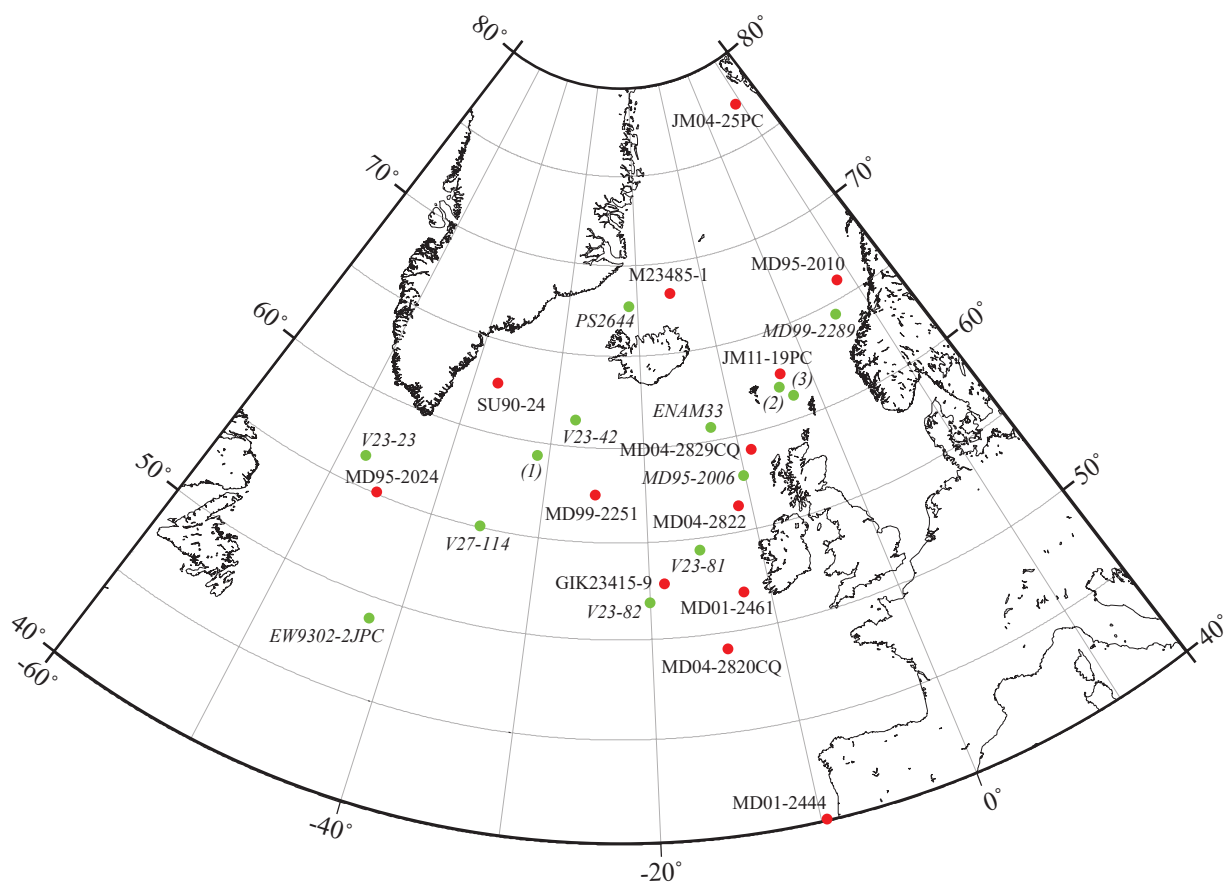 80°
80°
JM04-25PC
70°
70°
M23485-1
MD95-2010
PS2644
MD99-2289
60°
60°
JM11-19PC
(3)
(2)
SU90-24
ENAM33
V23-42
V23-23
MD04-2829CQ
(1)
MD95-2024
MD95-2006
50°
50°
MD99-2251
MD04-2822
V27-114
V23-81
GIK23415-9
V23-82
MD01-2461
EW9302-2JPC
40°
40°
-60°
MD04-2820CQ
MD01-2444
0°
-40°
-20°